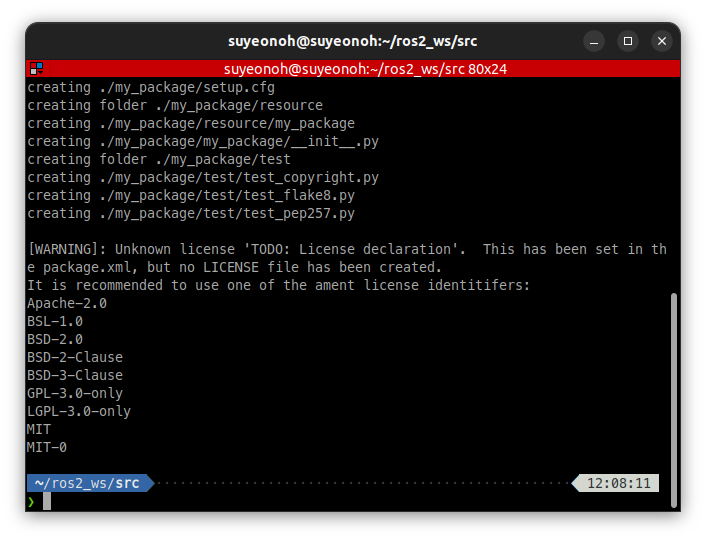 suyeonoh@suyeonoh:~/ros2_ws/src
suyeonoh@suyeonoh:~/ros2_ws/src 80x24
creating ./my_package/setup.cfg
creating folder ./my_package/resource
creating ./my_package/resource/my_package
creating ./my_package/my_package/__init__.py
creating folder ./my_package/test
creating ./my_package/test/test_copyright.py
creating ./my_package/test/test_flake8.py
creating ./my_package/test/test_pep257.py
[WARNING]: Unknown license 'TODO: License declaration'.  This has been set in th
e package.xml, but no LICENSE file has been created.
It is recommended to use one of the ament license identitifers:
Apache-2.0
BSL-1.0
BSD-2.0
BSD-2-Clause
BSD-3-Clause
GPL-3.0-only
LGPL-3.0-only
MIT
MIT-0
~/ros2_ws/src 12:08:11
❯